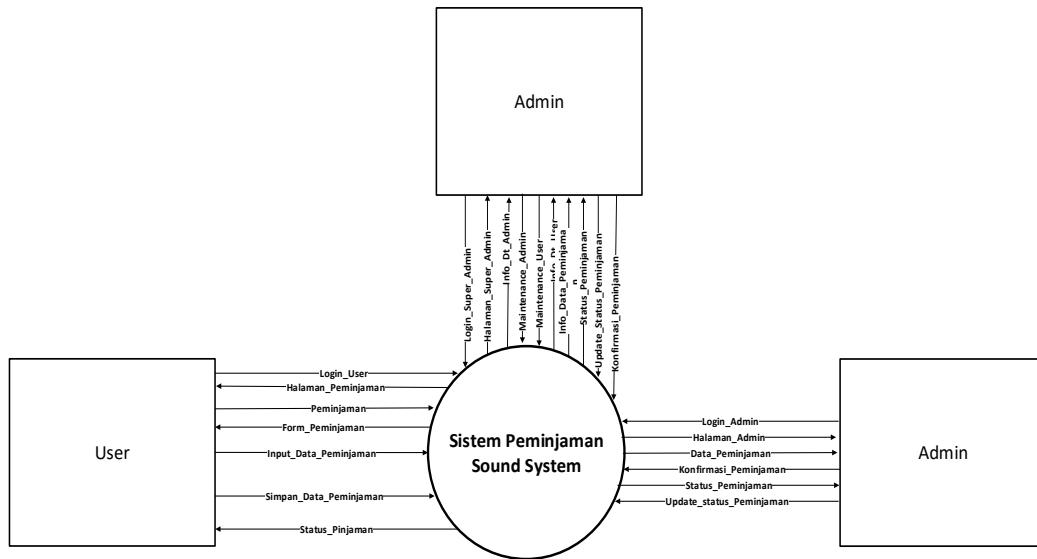 Admin
Login_Super_Admin
Halaman_Super_Admin
Info_Dt_Admin
Maintenance_Admin
Maintenance_User
Info_Dt_User
Info_Data_Peminjama
n
Status_Peminjaman
Update_Status_Peminjaman
Konfirmasi_Peminjaman
User
Login_User
Halaman_Peminjaman
Peminjaman
Form_Peminjaman
Input_Data_Peminjaman
Simpan_Data_Peminjaman
Status_Pinjaman
Sistem Peminjaman
Sound System
Login_Admin
Halaman_Admin
Data_Peminjaman
Konfirmasi_Peminjaman
Status_Peminjaman
Update_status_Peminjaman
Admin